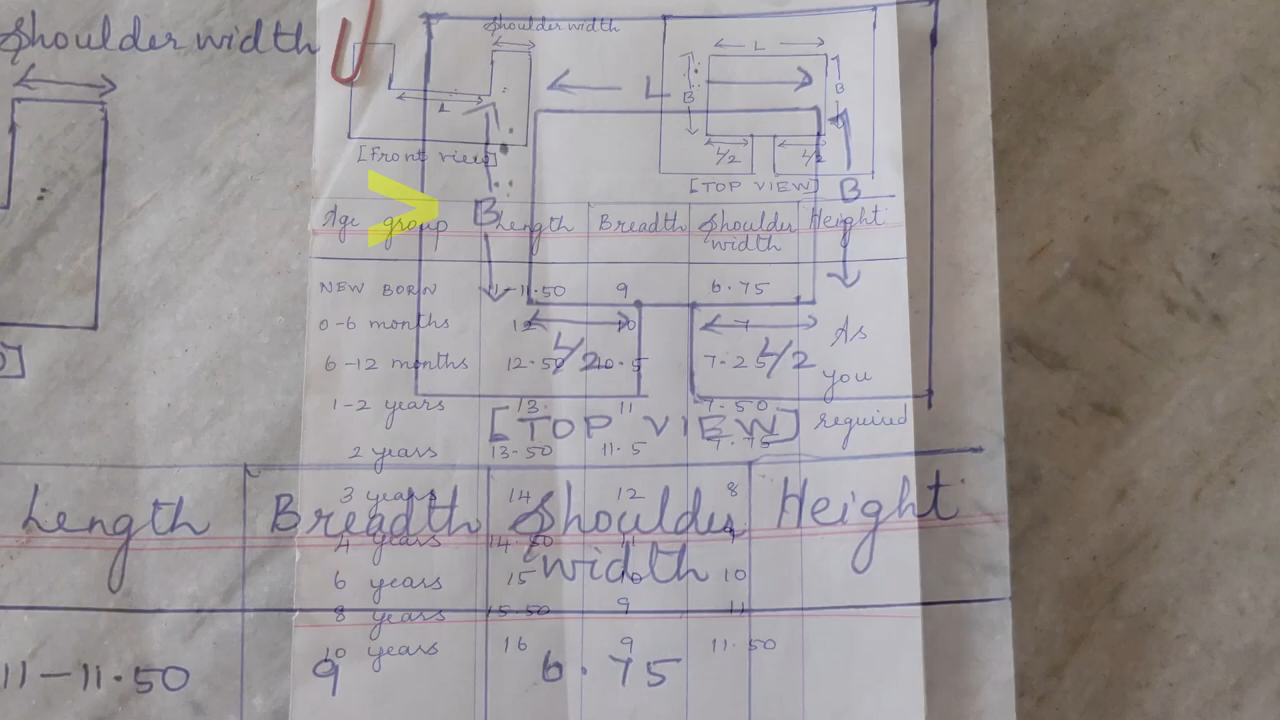 Shoulder width
Shoulder width
L
L
L
B
B
L/2
L/2
[Front view]
[TOP VIEW]
B
B
Age group
Length
Breadth
Shoulder width
Height
NEW BORN
11-11.50
9
6.75
0-6 months
12
10
7
As
6-12 months
12.50
10.5
7.25
you
L/2
L/2
1-2 years
13
11
7.50
required
[TOP VIEW]
2 years
13.50
11.5
7.75
3 years
14
12
8
Length
Breadth
Shoulder width
Height
4 years
14.50
11
9
6 years
15
10
10
8 years
15.50
9
11
10 years
16
9
11.50
11-11.50
9
6.75